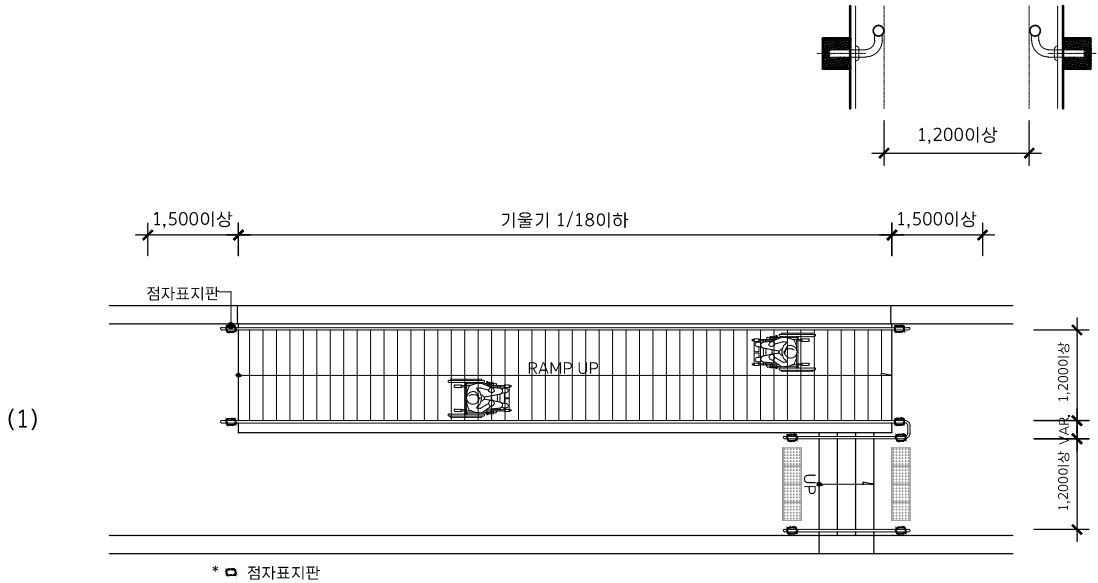 1,200이상
1,500이상
기울기 1/18이하
1,500이상
점자표지판
RAMP UP
1,200이상
(1)
VAR.
UP
1,200이상
* 점자표지판